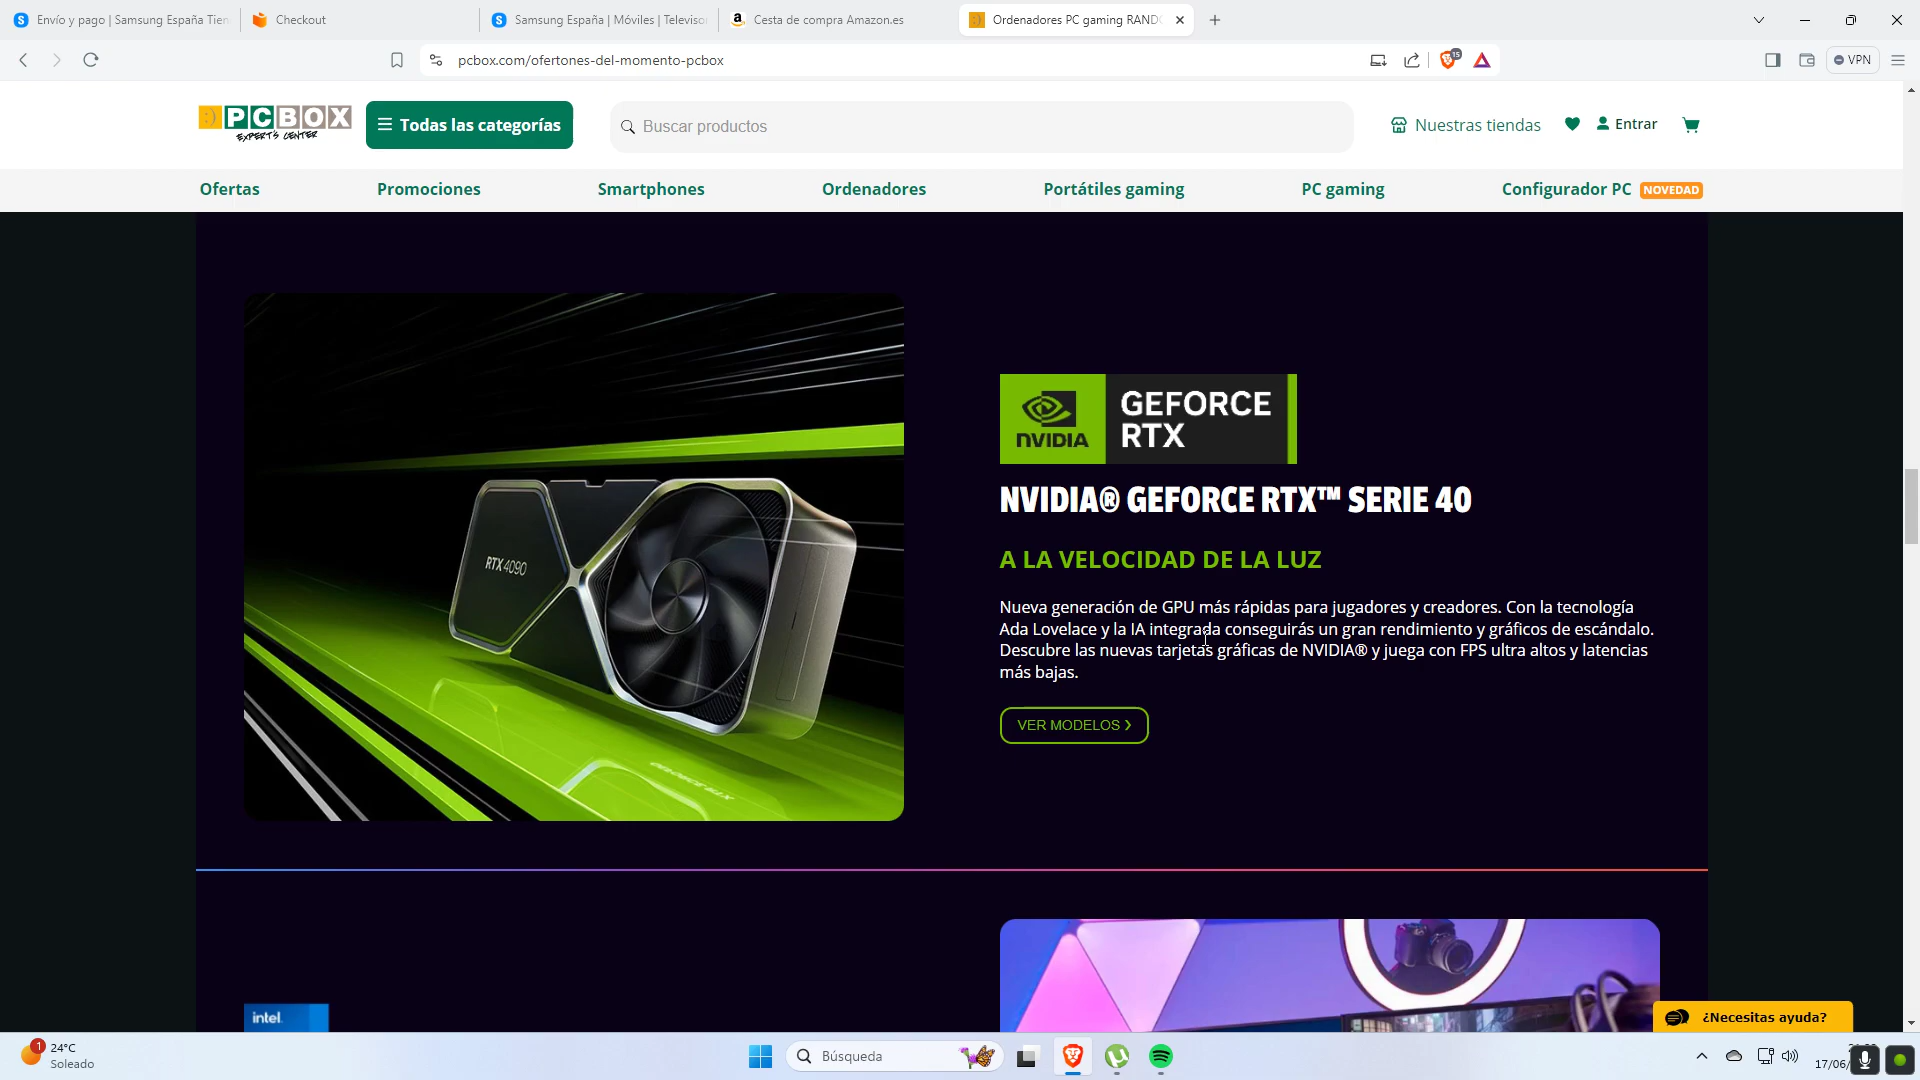 Envío y pago | Samsung España Tien
Checkout
Samsung España | Móviles | Televiso
Cesta de compra Amazon.es
Ordenadores PC gaming RAND
pcbox.com/ofertones-del-momento-pcbox
15
VPN
PCBOX
EXPERT'S CENTER
Todas las categorías
Buscar productos
Nuestras tiendas
Entrar
Ofertas
Promociones
Smartphones
Ordenadores
Portátiles gaming
PC gaming
Configurador PC NOVEDAD
RTX 4090
NVIDIA
GEFORCE
RTX
NVIDIA® GEFORCE RTX™ SERIE 40
A LA VELOCIDAD DE LA LUZ
Nueva generación de GPU más rápidas para jugadores y creadores. Con la tecnología
Ada Lovelace y la IA integrada conseguirás un gran rendimiento y gráficos de escándalo.
Descubre las nuevas tarjetas gráficas de NVIDIA® y juega con FPS ultra altos y latencias
más bajas.
VER MODELOS
intel.
¿Necesitas ayuda?
1
24°C
Soleado
Búsqueda
17/06/